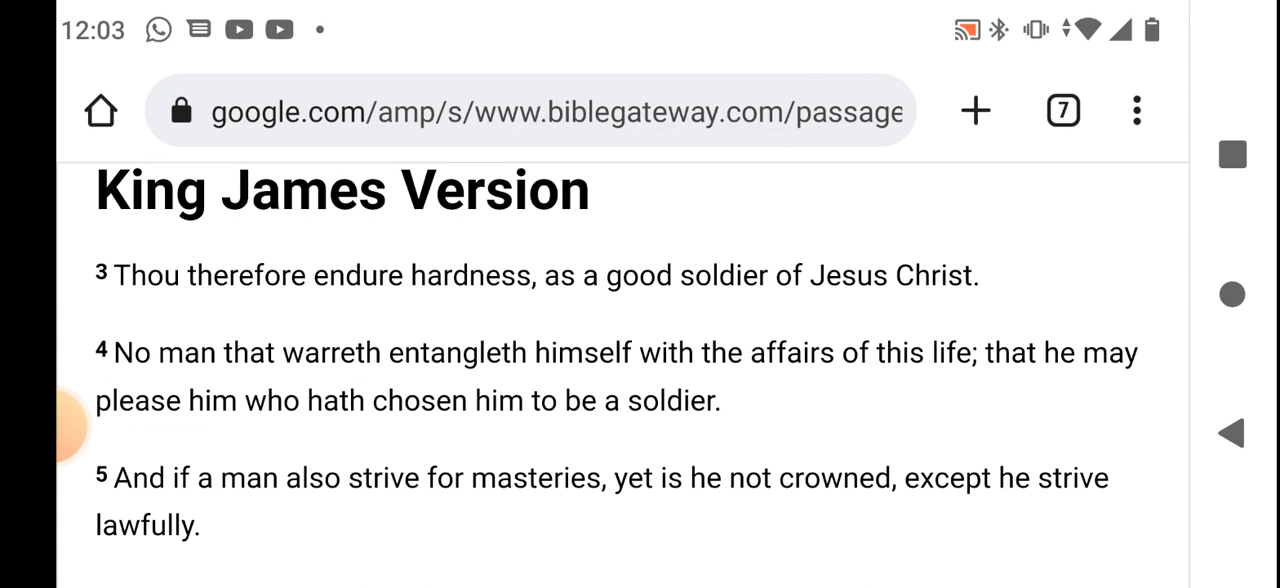 12:03
google.com/amp/s/www.biblegateway.com/passage
7
King James Version
3 Thou therefore endure hardness, as a good soldier of Jesus Christ.
4 No man that warreth entangleth himself with the affairs of this life; that he may
please him who hath chosen him to be a soldier.
5 And if a man also strive for masteries, yet is he not crowned, except he strive
lawfully.